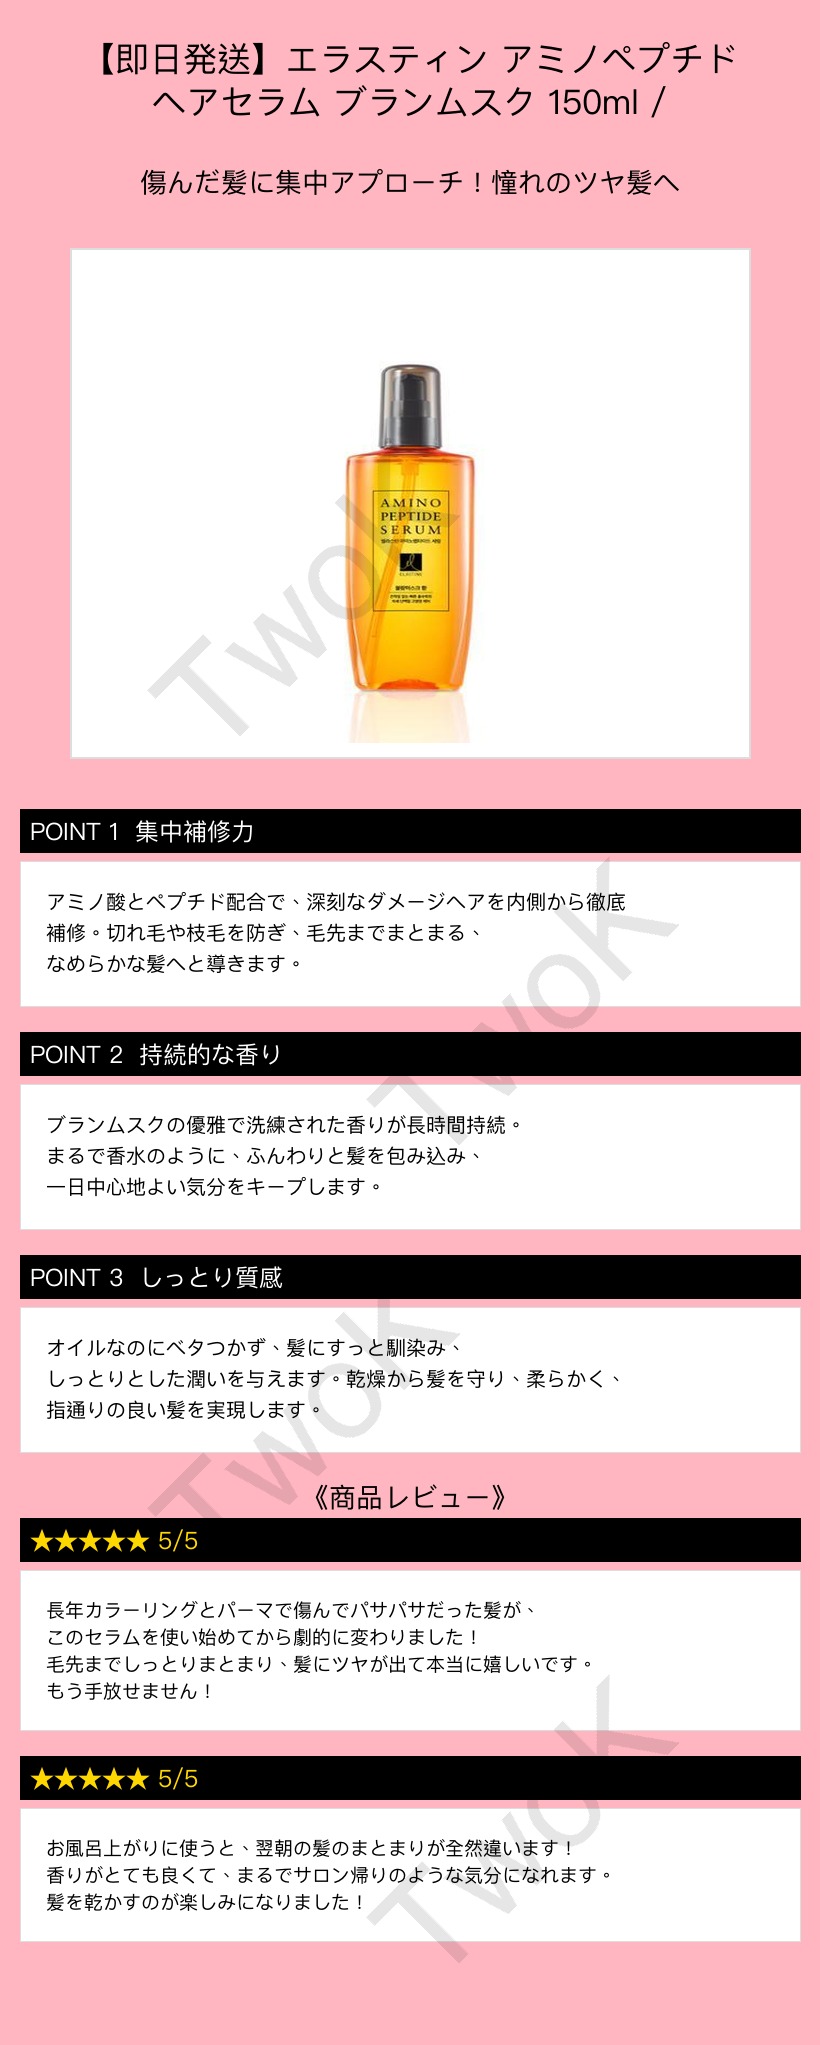 【即日発送】エラスティン アミノペプチド
ヘアセラム ブランムスク 150ml /
傷んだ髪に集中アプローチ！憧れのツヤ髪へ
AMINO
PEPTIDE
SERUM
엘라스틴 아미노펩타이드 세럼
ELASTINE
블랑머스크 향
TwoK
POINT 1 集中補修力
アミノ酸とペプチド配合で、深刻なダメージヘアを内側から徹底
補修。切れ毛や枝毛を防ぎ、毛先までまとまる、
なめらかな髪へと導きます。
TwoK
POINT 2 持続的な香り
ブランムスクの優雅で洗練された香りが長時間持続。
まるで香水のように、ふんわりと髪を包み込み、
一日中心地よい気分をキープします。
POINT 3 しっとり質感
オイルなのにベタつかず、髪にすっと馴染み、
しっとりとした潤いを与えます。乾燥から髪を守り、柔らかく、
指通りの良い髪を実現します。
TwoK
《商品レビュー》
★★★★★ 5/5
長年カラーリングとパーマで傷んでパサパサだった髪が、
このセラムを使い始めてから劇的に変わりました！
毛先までしっとりまとまり、髪にツヤが出て本当に嬉しいです。
もう手放せません！
★★★★★ 5/5
お風呂上がりに使うと、翌朝の髪のまとまりが全然違います！
香りがとても良くて、まるでサロン帰りのような気分になれます。
髪を乾かすのが楽しみになりました！
TwoK